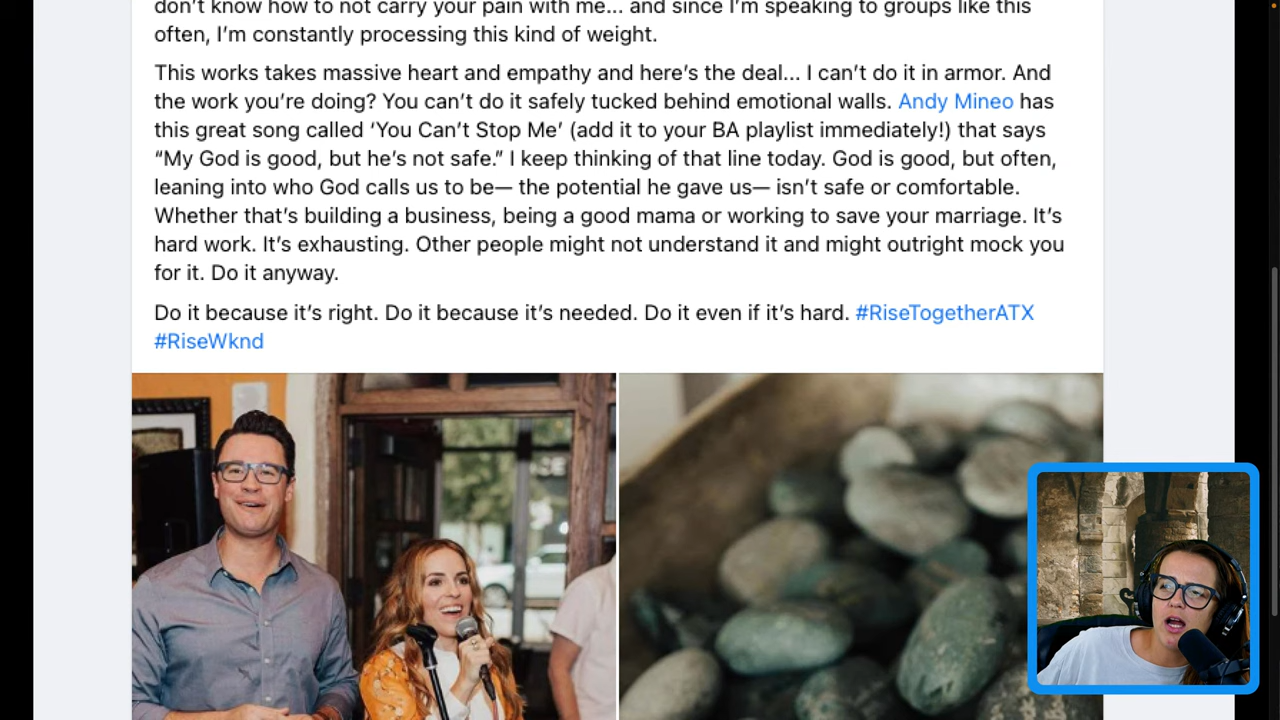 don’t know how to not carry your pain with me... and since I’m speaking to groups like this
often, I’m constantly processing this kind of weight.
This works takes massive heart and empathy and here’s the deal... I can’t do it in armor. And
the work you’re doing? You can’t do it safely tucked behind emotional walls. Andy Mineo has
this great song called ‘You Can’t Stop Me’ (add it to your BA playlist immediately!) that says
“My God is good, but he’s not safe.” I keep thinking of that line today. God is good, but often,
leaning into who God calls us to be— the potential he gave us— isn’t safe or comfortable.
Whether that’s building a business, being a good mama or working to save your marriage. It’s
hard work. It’s exhausting. Other people might not understand it and might outright mock you
for it. Do it anyway.
Do it because it’s right. Do it because it’s needed. Do it even if it’s hard. #RiseTogetherATX
#RiseWknd